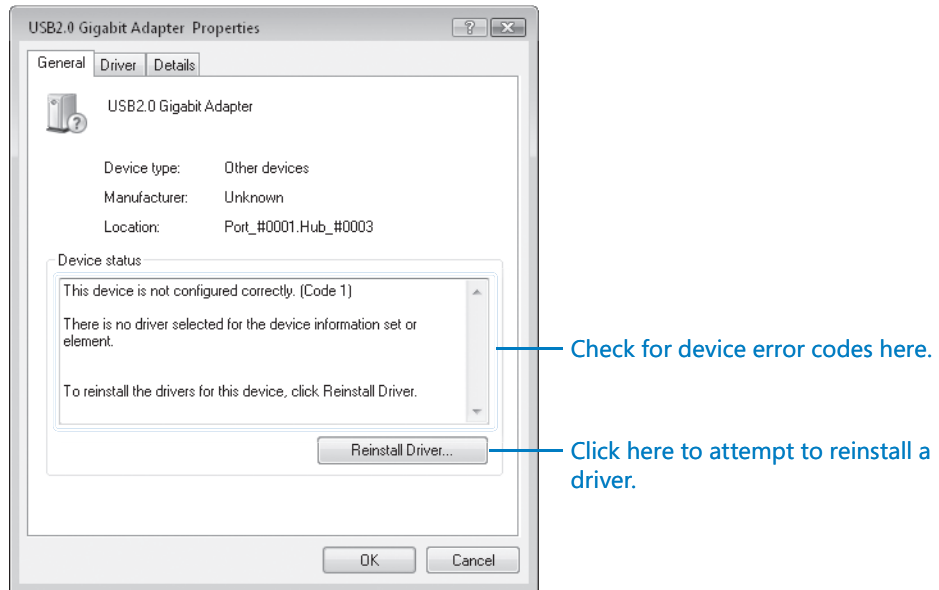 USB2.0 Gigabit Adapter Properties
General Driver Details
USB2.0 Gigabit Adapter
Device type: Other devices
Manufacturer: Unknown
Location: Port_#0001.Hub_#0003
Device status
This device is not configured correctly. (Code 1)
There is no driver selected for the device information set or
element.
To reinstall the drivers for this device, click Reinstall Driver.
Check for device error codes here.
Reinstall Driver...
Click here to attempt to reinstall a
driver.
OK Cancel